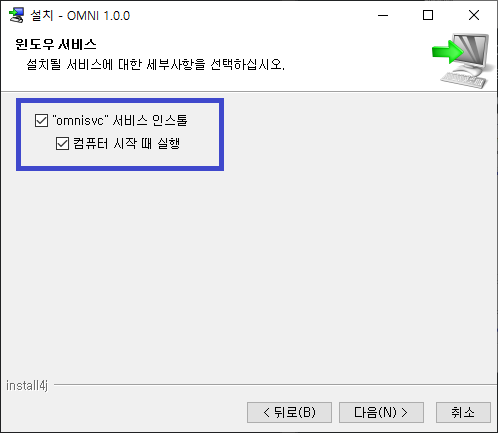 설치 - OMNI 1.0.0
윈도우 서비스
설치될 서비스에 대한 세부사항을 선택하십시오.
"omnisvc" 서비스 인스톨
컴퓨터 시작 때 실행
install4j
< 뒤로(B)
다음(N) >
취소